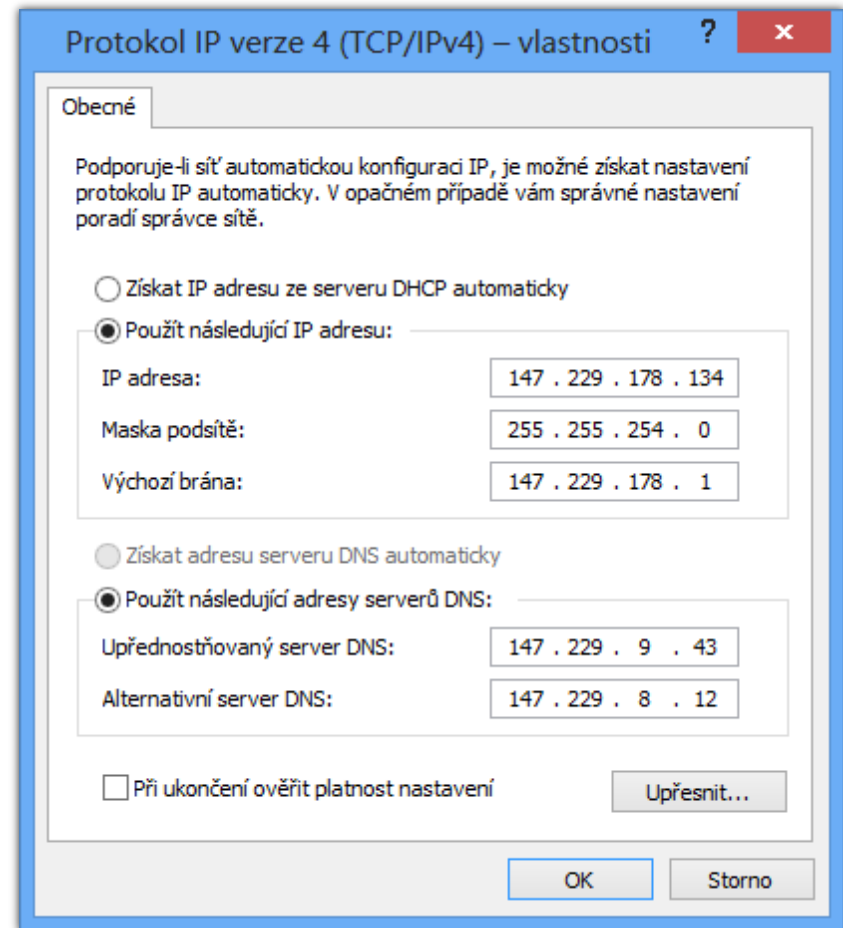 Protokol IP verze 4 (TCP/IPv4) – vlastnosti ? x
Obecné
Podporuje-li síť automatickou konfiguraci IP, je možné získat nastavení
protokolu IP automaticky. V opačném případě vám správné nastavení
poradí správce sítě.
Získat IP adresu ze serveru DHCP automaticky
Použít následující IP adresu:
IP adresa: 147 . 229 . 178 . 134
Maska podsítě: 255 . 255 . 254 . 0
Výchozí brána: 147 . 229 . 178 . 1
Získat adresu serveru DNS automaticky
Použít následující adresy serverů DNS:
Upřednostňovaný server DNS: 147 . 229 . 9 . 43
Alternativní server DNS: 147 . 229 . 8 . 12
Při ukončení ověřit platnost nastavení Upřesnit...
OK Storno